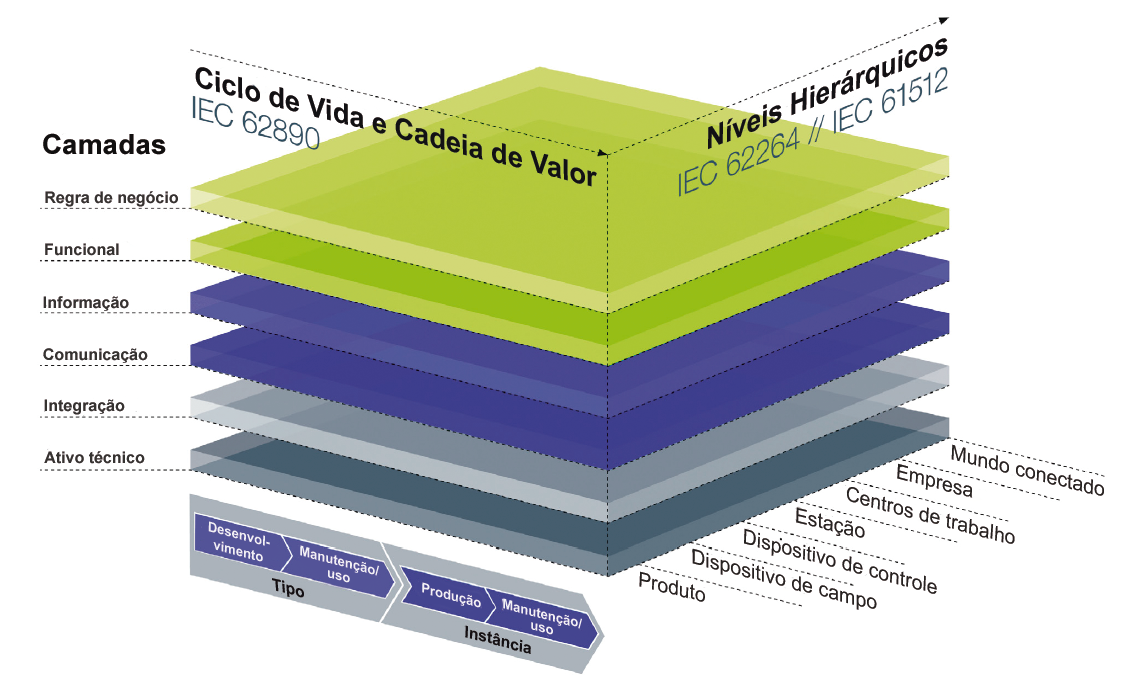 Ciclo de Vida e Cadeia de Valor
IEC 62890
Níveis Hierárquicos
IEC 62264 // IEC 61512
Camadas
Regra de negócio
Funcional
Informação
Comunicação
Integração
Ativo técnico
Mundo conectado
Empresa
Centros de trabalho
Estação
Dispositivo de controle
Dispositivo de campo
Produto
Desenvol-
vimento
Manutenção/
uso
Tipo
Produção
Manutenção/
uso
Instância